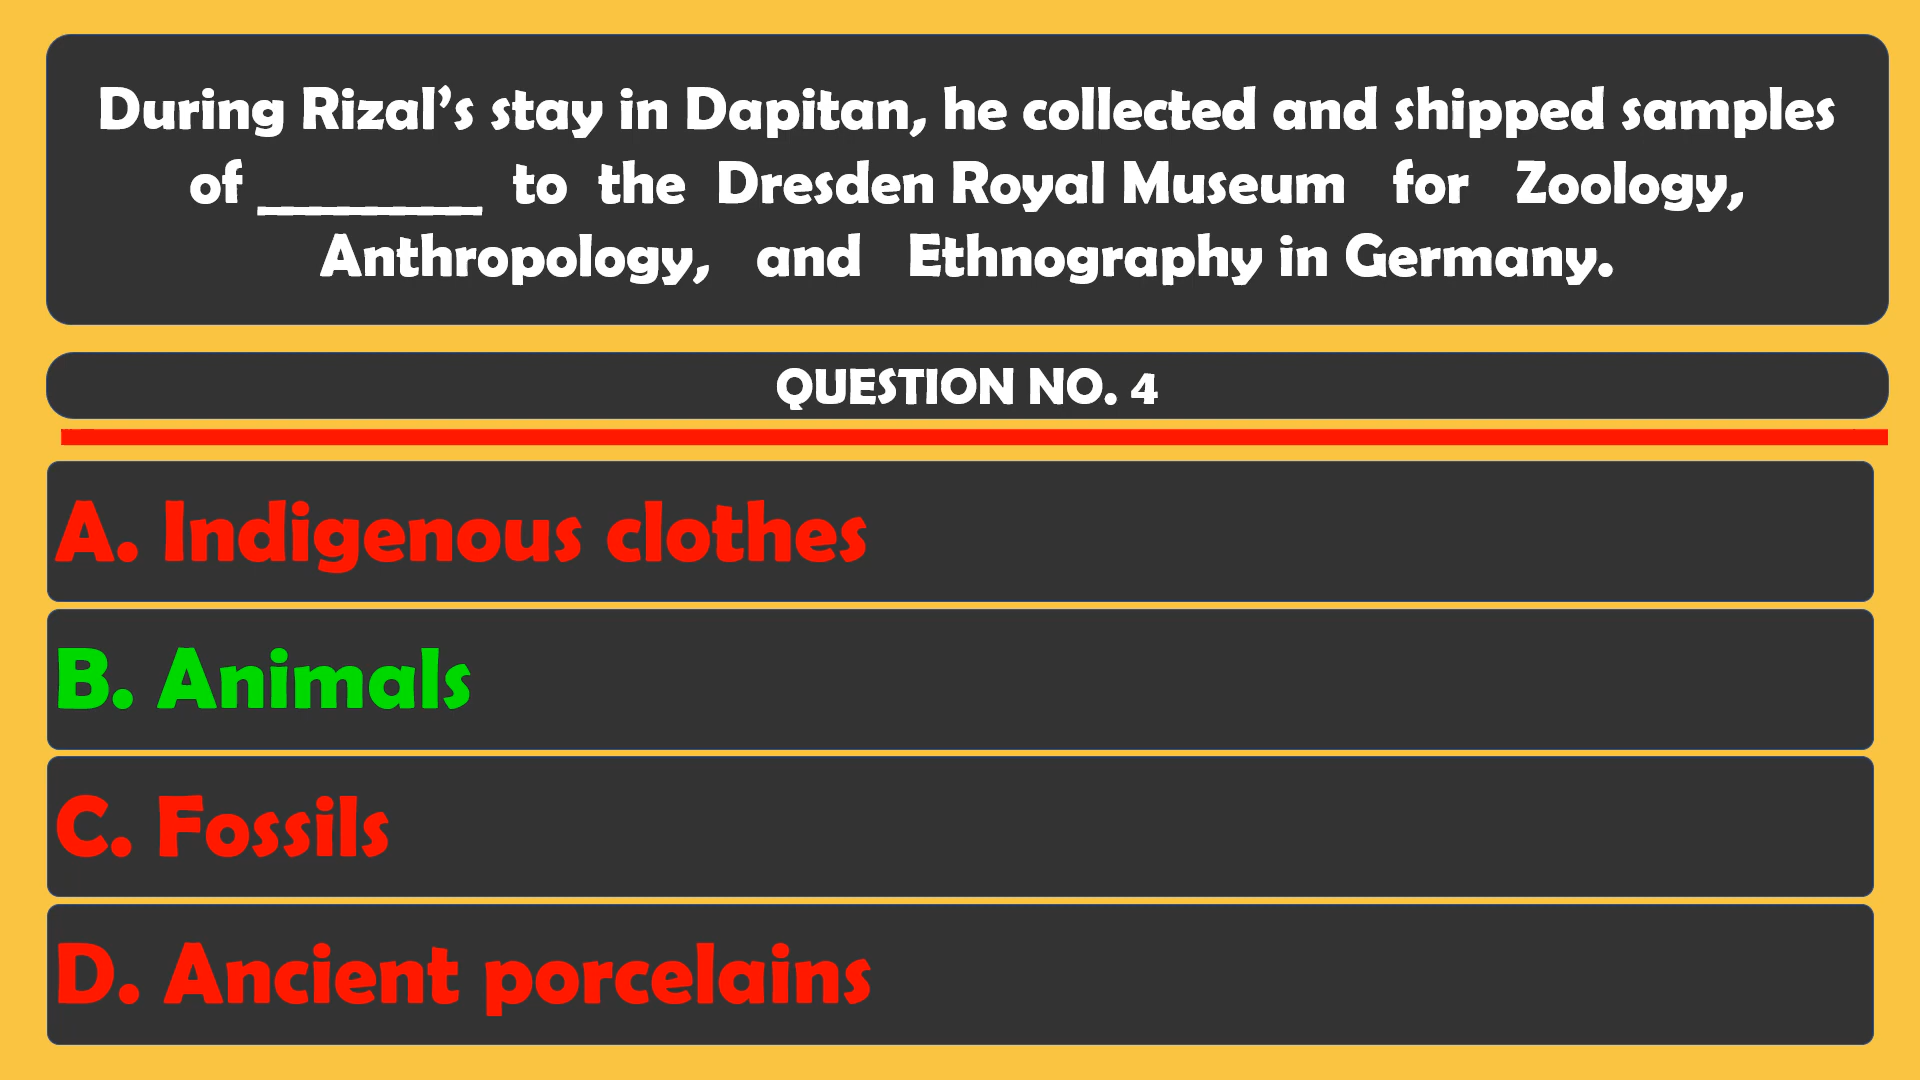 During Rizal’s stay in Dapitan, he collected and shipped samples
of ________ to the Dresden Royal Museum for Zoology,
Anthropology, and Ethnography in Germany.
QUESTION NO. 4
A. Indigenous clothes
B. Animals
C. Fossils
D. Ancient porcelains